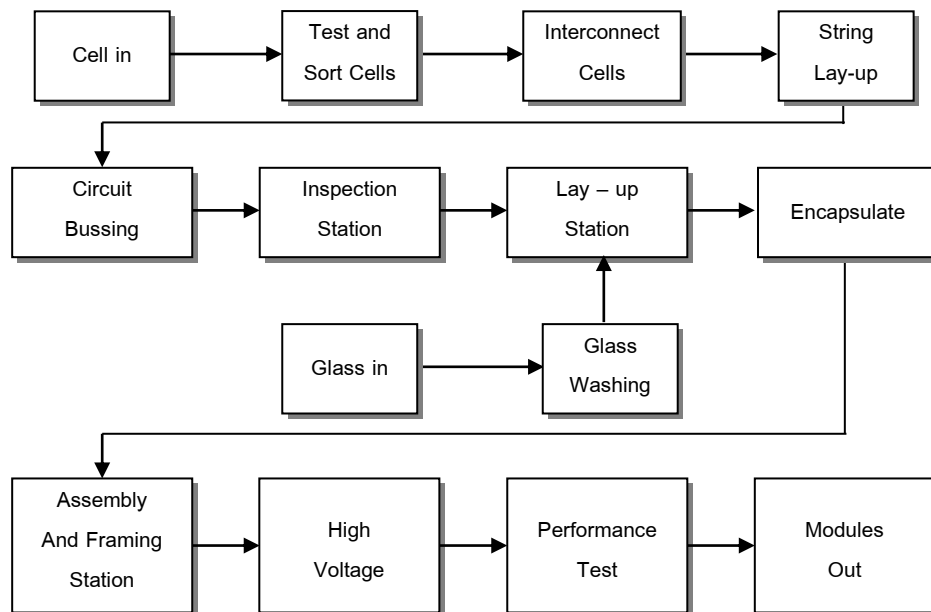 Cell in
Test and
Sort Cells
Interconnect
Cells
String
Lay-up
Circuit
Bussing
Inspection
Station
Lay – up
Station
Encapsulate
Glass in
Glass
Washing
Assembly
And Framing
Station
High
Voltage
Performance
Test
Modules
Out